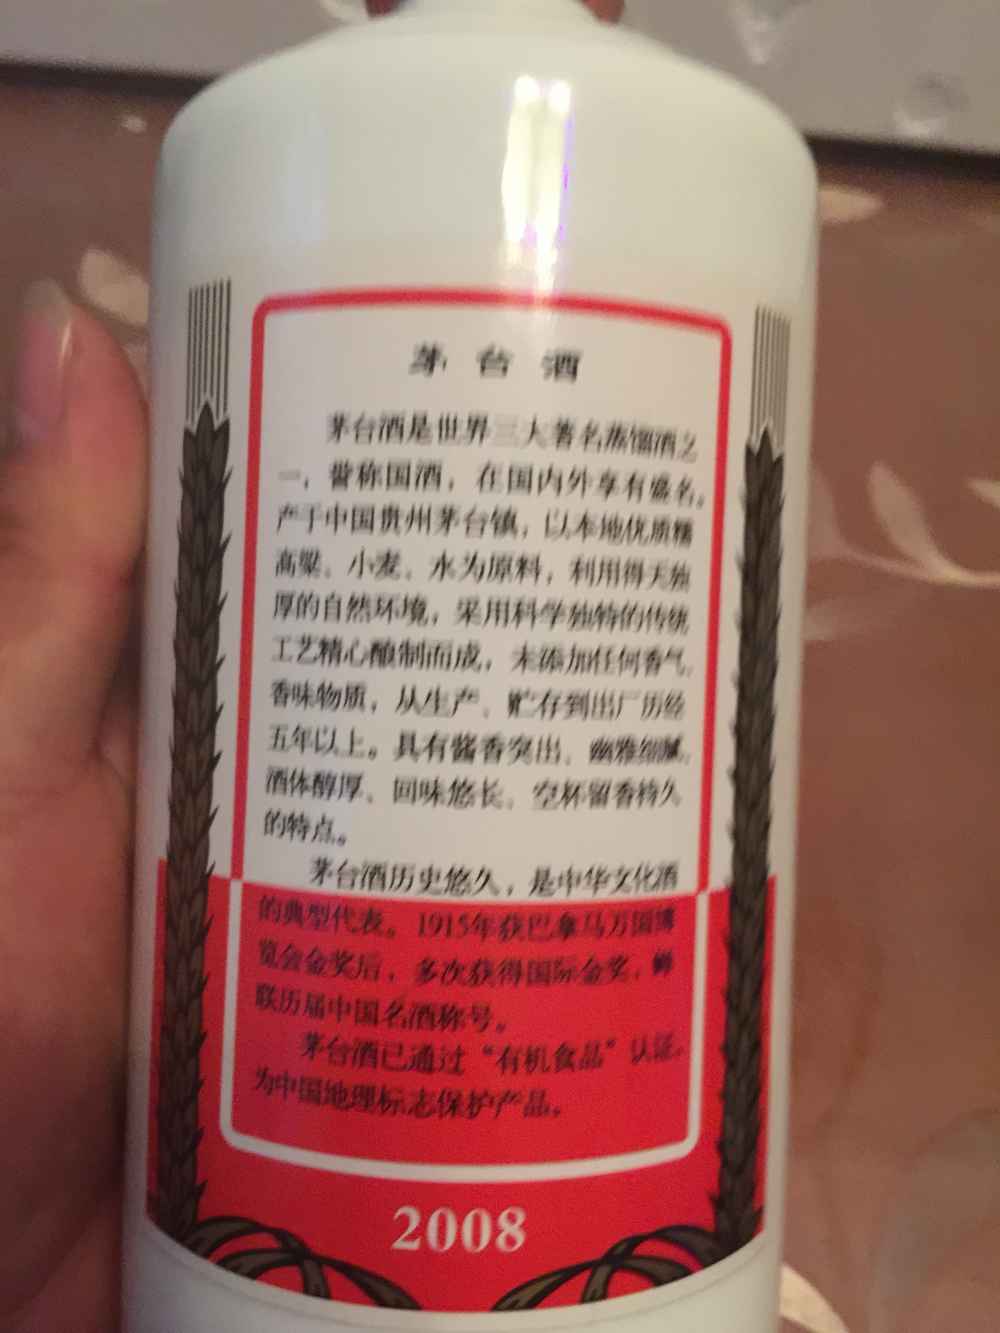 茅台酒
茅台酒是世界三大著名蒸馏酒之
一，誉称国酒，在国内外享有盛名。
产于中国贵州茅台镇，以本地优质糯
高粱、小麦、水为原料，利用得天独
厚的自然环境，采用科学独特的传统
工艺精心酿制而成，未添加任何香气、
香味物质，从生产、贮存到出厂历经
五年以上。具有酱香突出、幽雅细腻、
酒体醇厚、回味悠长、空杯留香持久
的特点。
茅台酒历史悠久，是中华文化酒
的典型代表。1915年获巴拿马万国博
览会金奖后，多次获得国际金奖，蝉
联历届中国名酒称号。
茅台酒已通过“有机食品”认证，
为中国地理标志保护产品。
2008